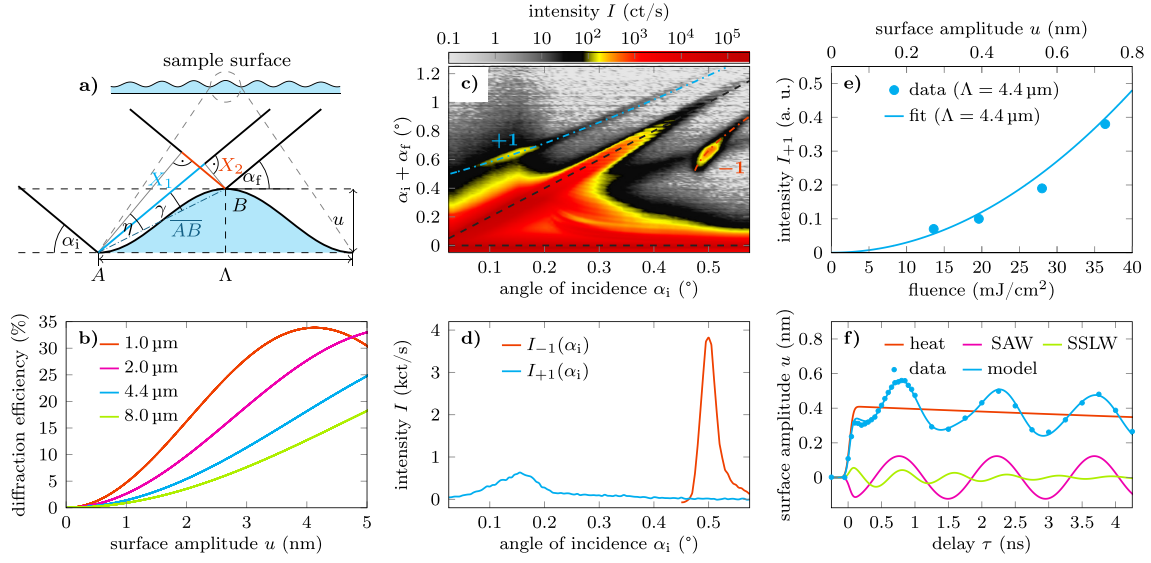 a)
sample surface
X₁
X₂
αf
αi
η
γ
AB
B
u
A
Λ
b)
diffraction efficiency (%)
35
30
25
20
15
10
5
0
1.0 µm
2.0 µm
4.4 µm
8.0 µm
0 1 2 3 4 5
surface amplitude u (nm)
intensity I (ct/s)
0.1 1 10 10² 10³ 10⁴ 10⁵
c)
αi + αf (°)
1.2
1
0.8
0.6
0.4
0.2
0
+1
−1
0.1 0.2 0.3 0.4 0.5
angle of incidence αi (°)
d)
intensity I (kct/s)
4
3
2
1
0
I−1(αi)
I+1(αi)
0.1 0.2 0.3 0.4 0.5
angle of incidence αi (°)
surface amplitude u (nm)
0 0.2 0.4 0.6 0.8
e)
intensity I+1 (a. u.)
0.5
0.4
0.3
0.2
0.1
0
data (Λ = 4.4 µm)
fit (Λ = 4.4 µm)
0 5 10 15 20 25 30 35 40
fluence (mJ/cm²)
f)
surface amplitude u (nm)
0.8
0.6
0.4
0.2
0
heat SAW SSLW
data model
0 0.5 1 1.5 2 2.5 3 3.5 4
delay τ (ns)